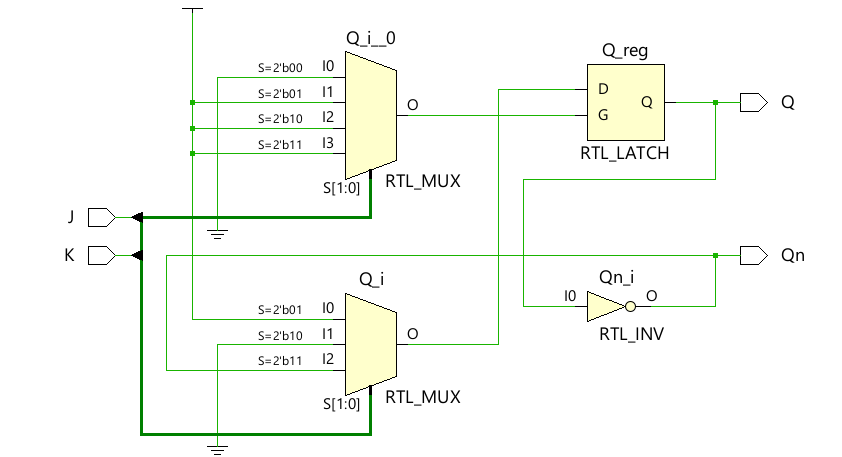 Q_i__0
S=2'b00 I0
S=2'b01 I1
S=2'b10 I2
S=2'b11 I3
O
S[1:0]
RTL_MUX
Q_reg
D
G
Q
RTL_LATCH
Q
J
K
Qn
Q_i
S=2'b01 I0
S=2'b10 I1
S=2'b11 I2
O
S[1:0]
RTL_MUX
Qn_i
I0
O
RTL_INV